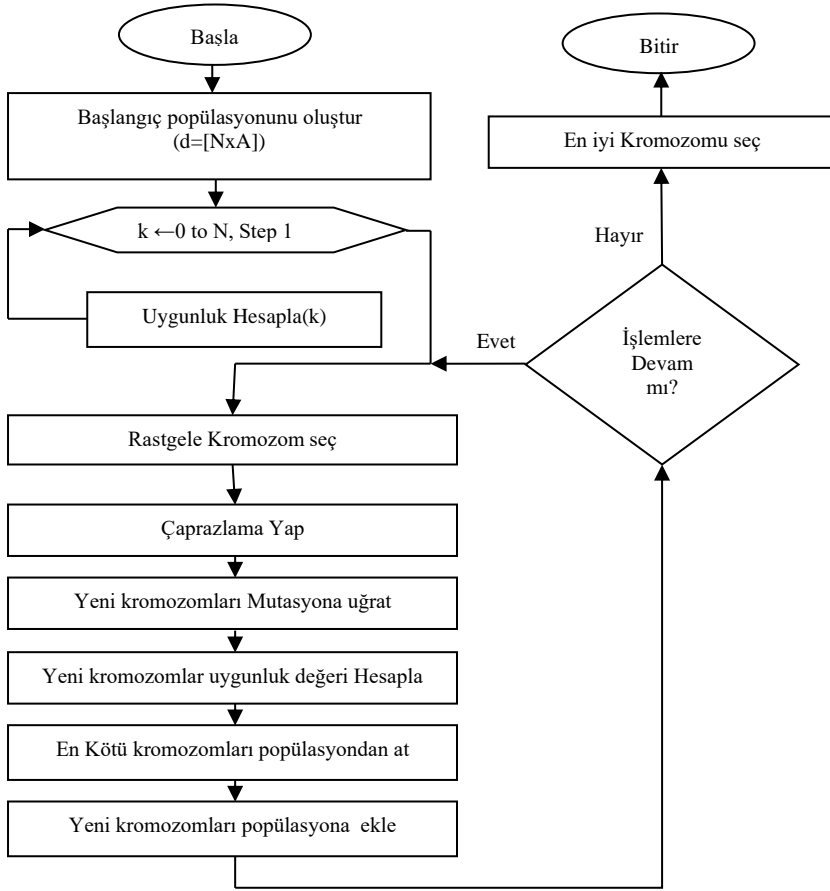 Başla
Başlangıç popülasyonunu oluştur
(d=[NxA])
k ←0 to N, Step 1
Uygunluk Hesapla(k)
Rastgele Kromozom seç
Çaprazlama Yap
Yeni kromozomları Mutasyona uğrat
Yeni kromozomlar uygunluk değeri Hesapla
En Kötü kromozomları popülasyondan at
Yeni kromozomları popülasyona ekle
İşlemlere
Devam
mı?
Evet
Hayır
En iyi Kromozomu seç
Bitir